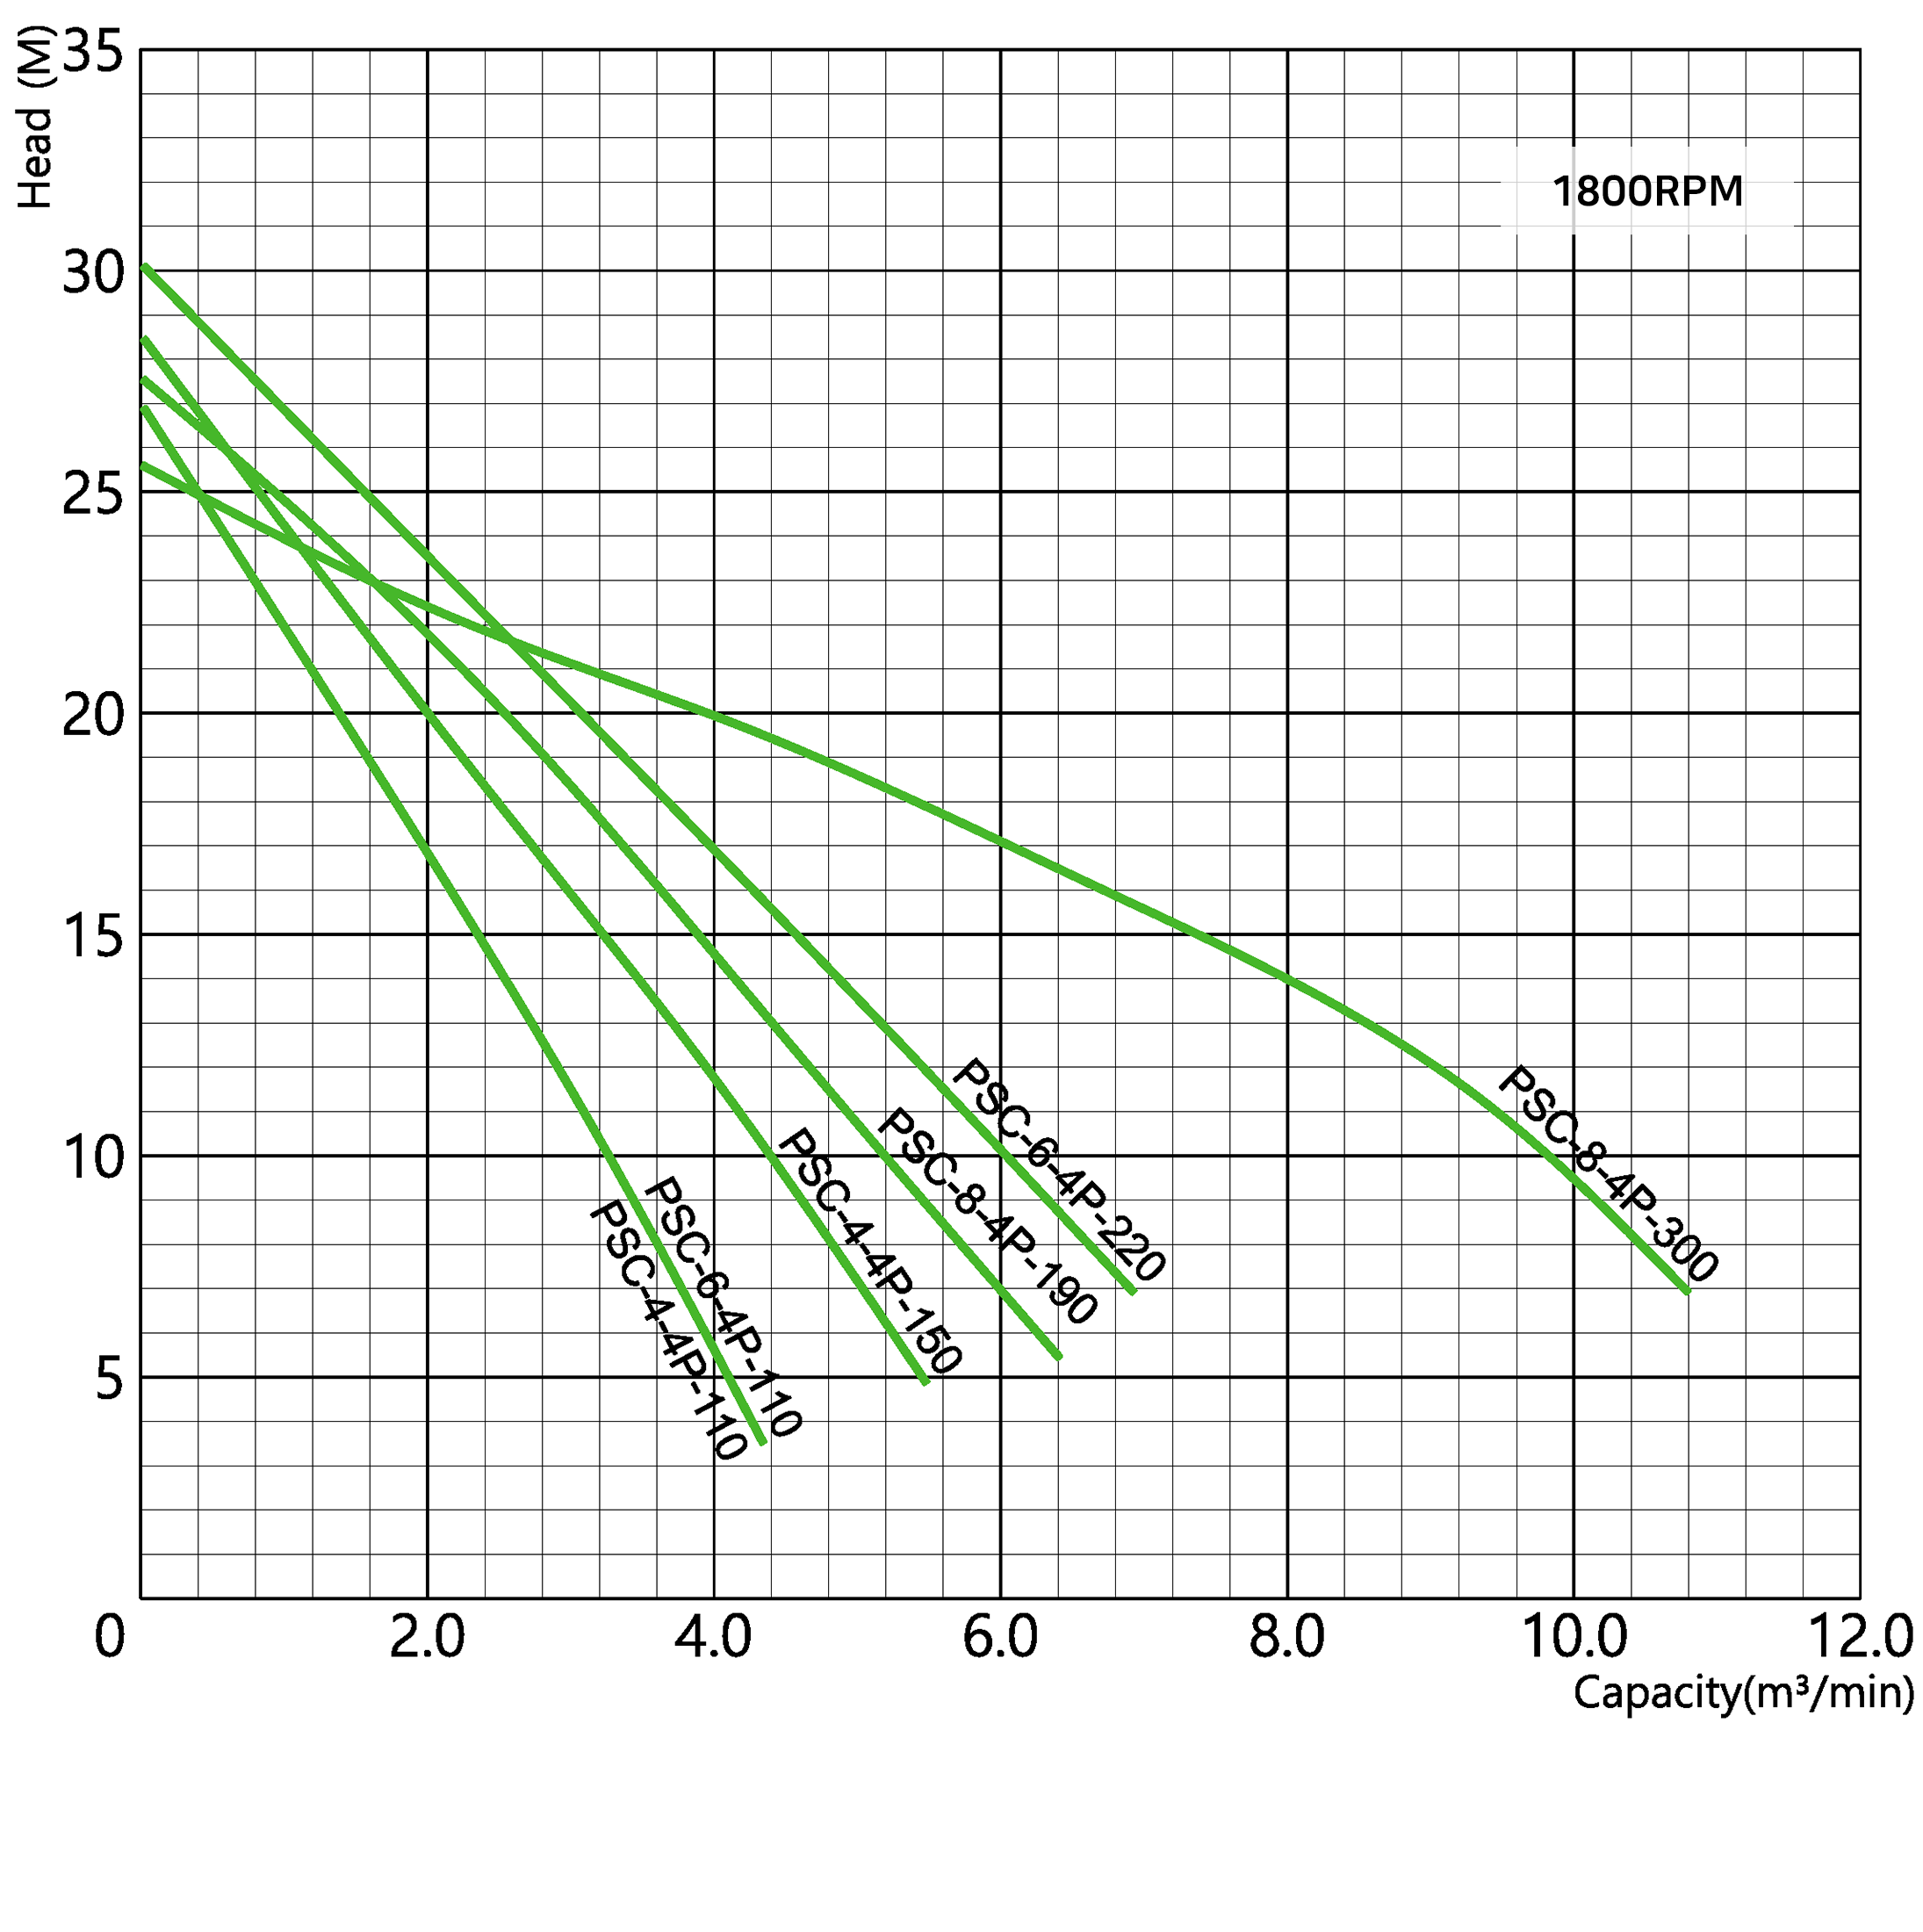 Head (M)
35
30
25
20
15
10
5
0
1800RPM
PSC-4-4P-110
PSC-6-4P-110
PSC-4-4P-150
PSC-8-4P-190
PSC-6-4P-220
PSC-8-4P-300
2.0 4.0 6.0 8.0 10.0 12.0
Capacity(m³/min)